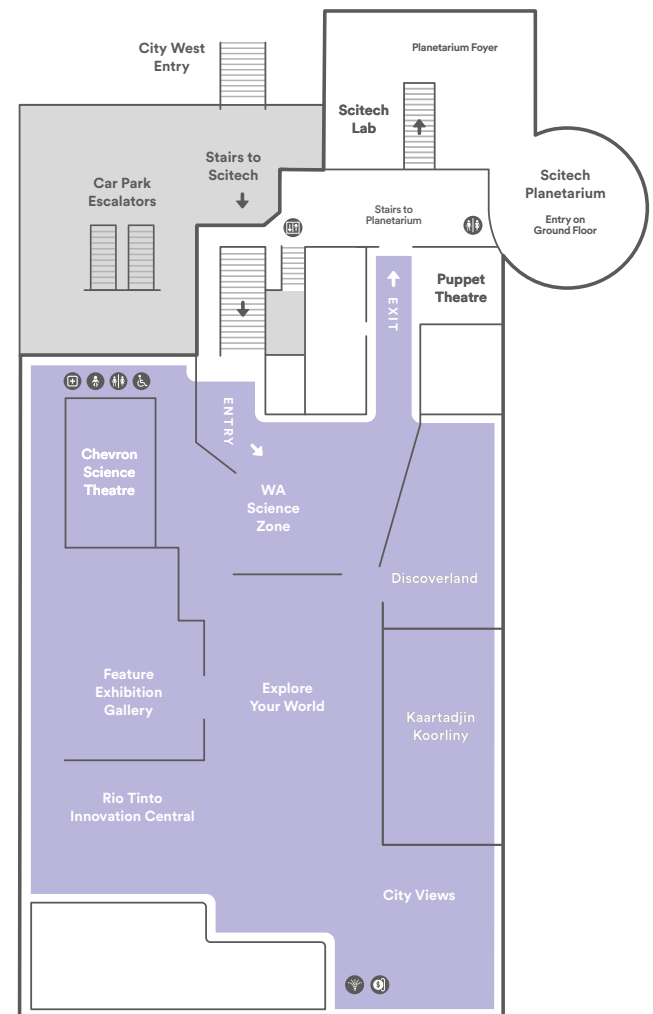 City West
Entry
Planetarium Foyer
Scitech
Lab
Stairs to
Scitech
Car Park
Escalators
Scitech
Planetarium
Entry on
Ground Floor
Stairs to
Planetarium
Puppet
Theatre
EXIT
ENTRY
Chevron
Science
Theatre
WA
Science
Zone
Discoverland
Feature
Exhibition
Gallery
Explore
Your World
Kaartadjin
Koorliny
Rio Tinto
Innovation Central
City Views